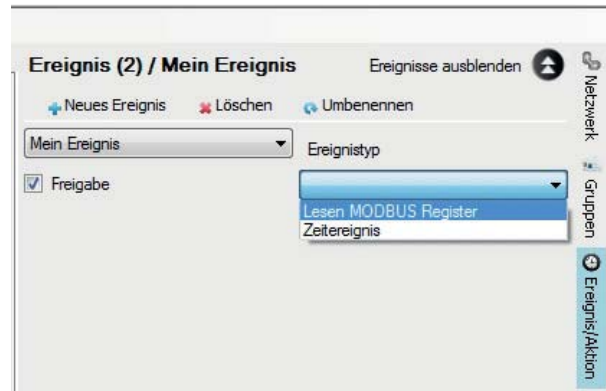 Ereignis (2) / Mein Ereignis
Ereignisse ausblenden
Neues Ereignis
Löschen
Umbenennen
Mein Ereignis
Ereignistyp
Freigabe
Lesen MODBUS Register
Zeitereignis
Netzwerk
Gruppen
Ereignis/Aktion